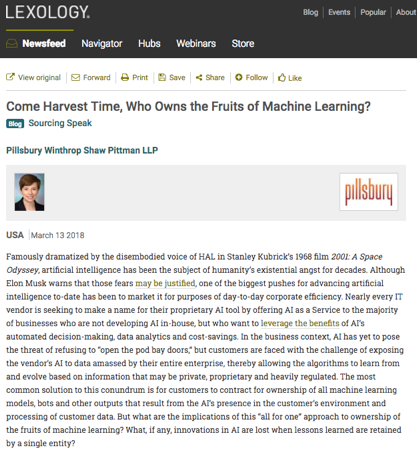 LEXOLOGY.
Blog Events Popular About
Newsfeed Navigator Hubs Webinars Store
View original Forward Print Save Share Follow Like
Come Harvest Time, Who Owns the Fruits of Machine Learning?
Blog Sourcing Speak
Pillsbury Winthrop Shaw Pittman LLP
pillsbury
USA March 13 2018
Famously dramatized by the disembodied voice of HAL in Stanley Kubrick's 1968 film 2001: A Space
Odyssey, artificial intelligence has been the subject of humanity's existential angst for decades. Although
Elon Musk warns that those fears may be justified, one of the biggest pushes for advancing artificial
intelligence to-date has been to market it for purposes of day-to-day corporate efficiency. Nearly every IT
vendor is seeking to make a name for their proprietary AI tool by offering AI as a Service to the majority
of businesses who are not developing AI in-house, but who want to leverage the benefits of AI's
automated decision-making, data analytics and cost-savings. In the business context, AI has yet to pose
the threat of refusing to "open the pod bay doors," but customers are faced with the challenge of exposing
the vendor's AI to data amassed by their entire enterprise, thereby allowing the algorithms to learn from
and evolve based on information that may be private, proprietary and heavily regulated. The most
common solution to this conundrum is for customers to contract for ownership of all machine learning
models, bots and other outputs that result from the AI's presence in the customer's environment and
processing of customer data. But what are the implications of this "all for one" approach to ownership of
the fruits of machine learning? What, if any, innovations in AI are lost when lessons learned are retained
by a single entity?